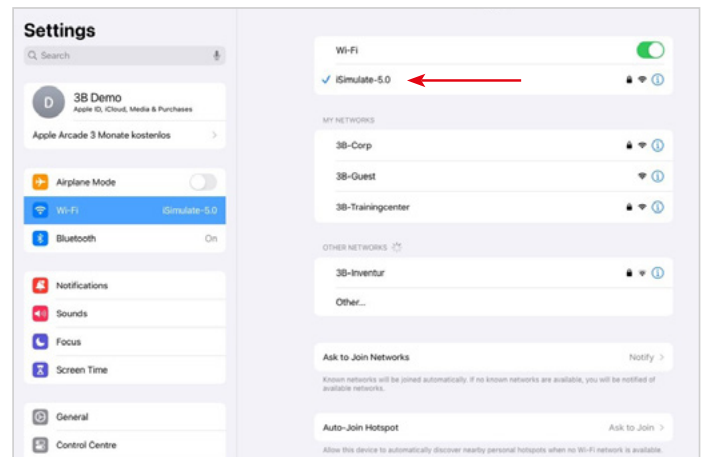 Settings
Search
D
3B Demo
Apple ID, iCloud, Media & Purchases
Apple Arcade 3 Monate kostenlos
Airplane Mode
Wi-Fi iSimulate-5.0
Bluetooth On
Notifications
Sounds
Focus
Screen Time
General
Control Centre
Wi-Fi
iSimulate-5.0
MY NETWORKS
3B-Corp
3B-Guest
3B-Trainingcenter
OTHER NETWORKS
3B-Inventur
Other...
Ask to Join Networks Notify
Known networks will be joined automatically. If no known networks are available, you will be notified of
available networks.
Auto-Join Hotspot Ask to Join
Allow this device to automatically discover nearby personal hotspots when no Wi-Fi network is available.